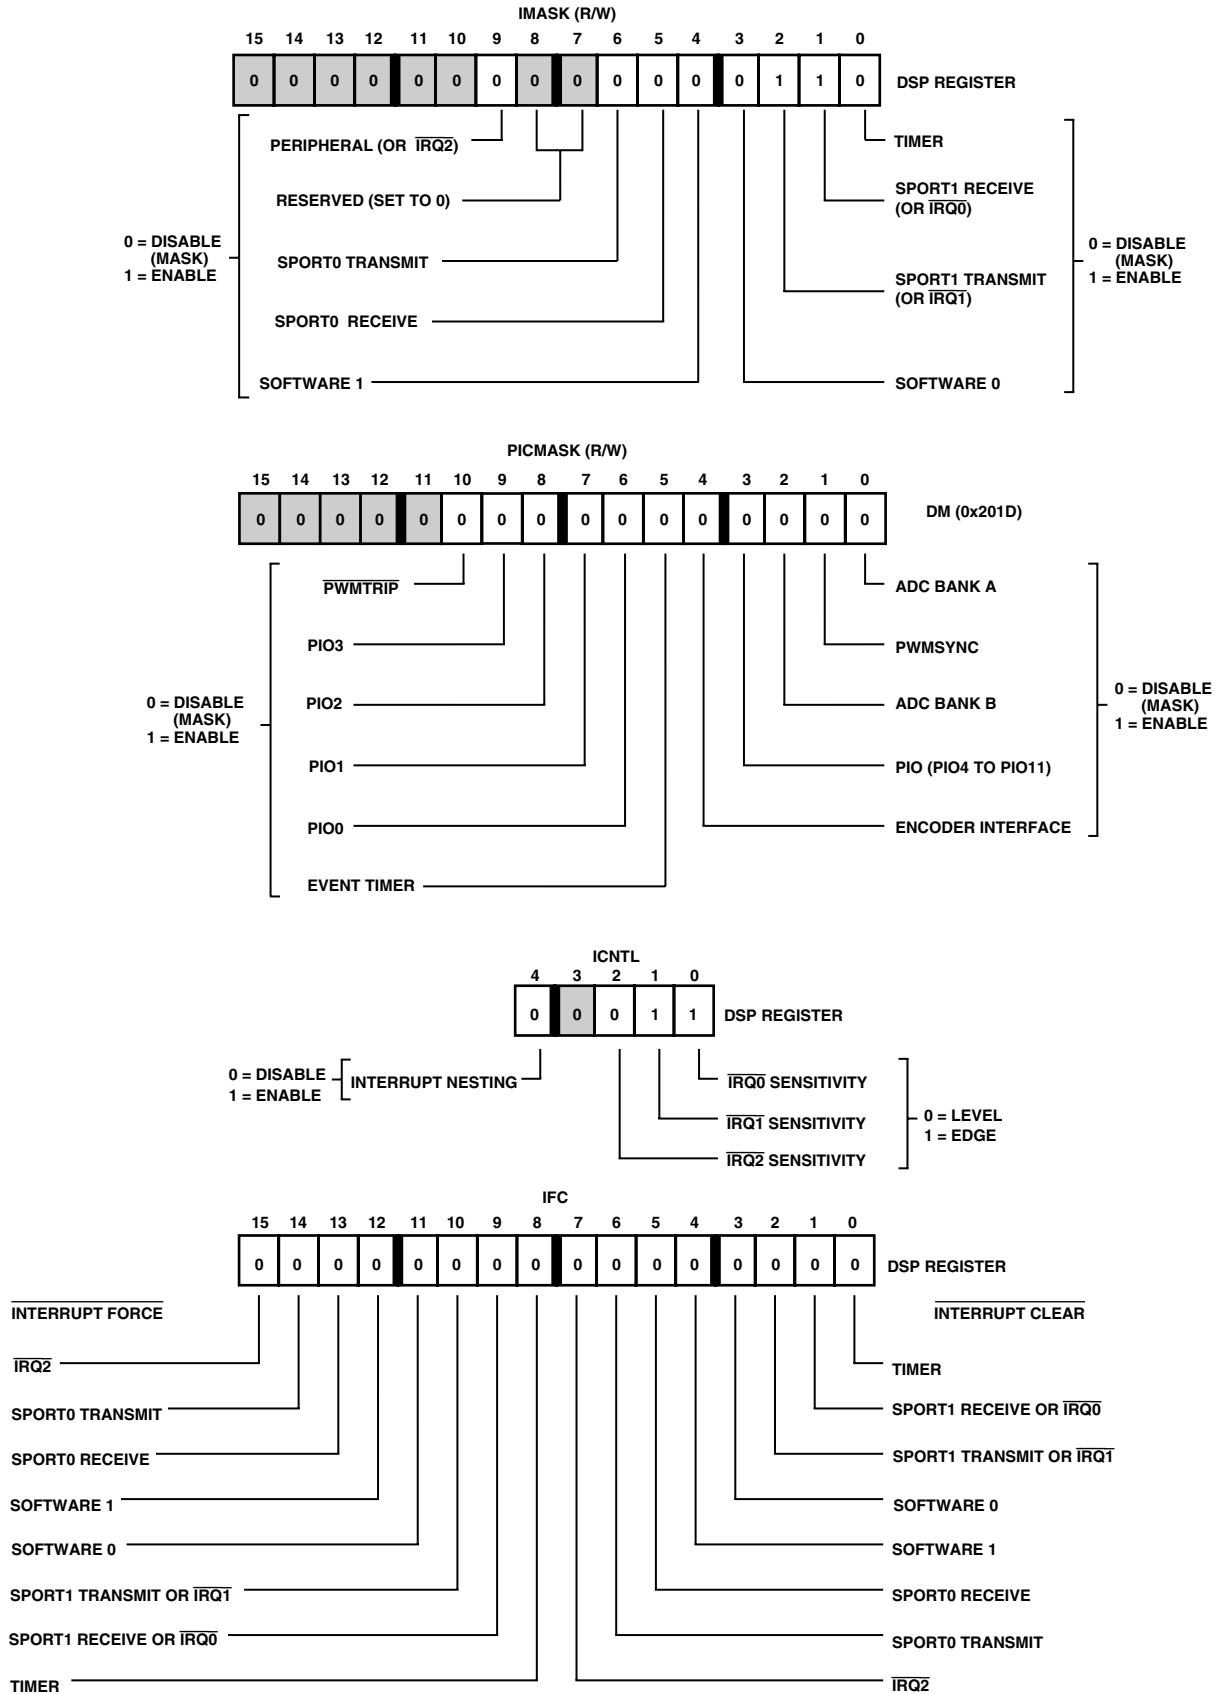 IMASK (R/W)
15 14 13 12 11 10 9 8 7 6 5 4 3 2 1 0
0 0 0 0 0 0 0 0 0 0 0 0 0 1 1 0 DSP REGISTER
PERIPHERAL (OR IRQ2)
RESERVED (SET TO 0)
SPORT0 TRANSMIT
SPORT0 RECEIVE
SOFTWARE 1
0 = DISABLE
(MASK)
1 = ENABLE
TIMER
SPORT1 RECEIVE
(OR IRQ0)
SPORT1 TRANSMIT
(OR IRQ1)
SOFTWARE 0
0 = DISABLE
(MASK)
1 = ENABLE
PICMASK (R/W)
15 14 13 12 11 10 9 8 7 6 5 4 3 2 1 0
0 0 0 0 0 0 0 0 0 0 0 0 0 0 0 0 DM (0x201D)
PWMTRIP
PIO3
PIO2
PIO1
PIO0
EVENT TIMER
0 = DISABLE
(MASK)
1 = ENABLE
ADC BANK A
PWMSYNC
ADC BANK B
PIO (PIO4 TO PIO11)
ENCODER INTERFACE
0 = DISABLE
(MASK)
1 = ENABLE
ICNTL
4 3 2 1 0
0 0 0 1 1 DSP REGISTER
0 = DISABLE
1 = ENABLE
INTERRUPT NESTING
IRQ0 SENSITIVITY
IRQ1 SENSITIVITY
IRQ2 SENSITIVITY
0 = LEVEL
1 = EDGE
IFC
15 14 13 12 11 10 9 8 7 6 5 4 3 2 1 0
0 0 0 0 0 0 0 0 0 0 0 0 0 0 0 0 DSP REGISTER
INTERRUPT FORCE
IRQ2
SPORT0 TRANSMIT
SPORT0 RECEIVE
SOFTWARE 1
SOFTWARE 0
SPORT1 TRANSMIT OR IRQ1
SPORT1 RECEIVE OR IRQ0
TIMER
INTERRUPT CLEAR
TIMER
SPORT1 RECEIVE OR IRQ0
SPORT1 TRANSMIT OR IRQ1
SOFTWARE 0
SOFTWARE 1
SPORT0 RECEIVE
SPORT0 TRANSMIT
IRQ2